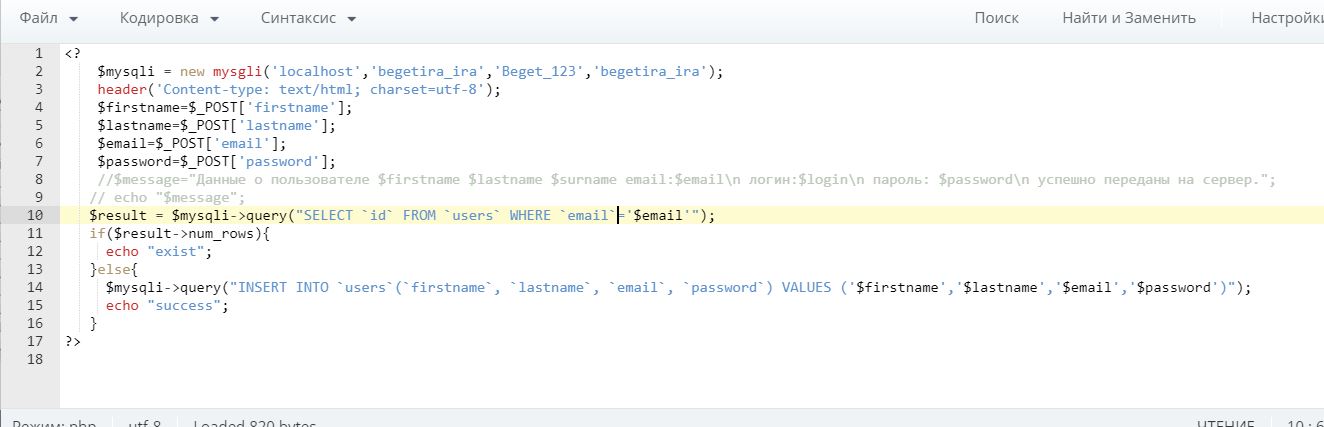 Файл Кодировка Синтаксис Поиск Найти и Заменить Настройки
1 <?
2 $mysqli = new mysgli('localhost','begetira_ira','Beget_123','begetira_ira');
3 header('Content-type: text/html; charset=utf-8');
4 $firstname=$_POST['firstname'];
5 $lastname=$_POST['lastname'];
6 $email=$_POST['email'];
7 $password=$_POST['password'];
8 //$message="Данные о пользователе $firstname $lastname $surname email:$email\n логин:$login\n пароль: $password\n успешно переданы на сервер.";
9 // echo "$message";
10 $result = $mysqli->query("SELECT `id` FROM `users` WHERE `email`='$email'");
11 if($result->num_rows){
12 echo "exist";
13 }else{
14 $mysqli->query("INSERT INTO `users`(`firstname`, `lastname`, `email`, `password`) VALUES ('$firstname','$lastname','$email','$password')");
15 echo "success";
16 }
17 ?>
18
Режим: php utf-8 Loaded 820 bytes ЧТЕНИЕ 10 : 6